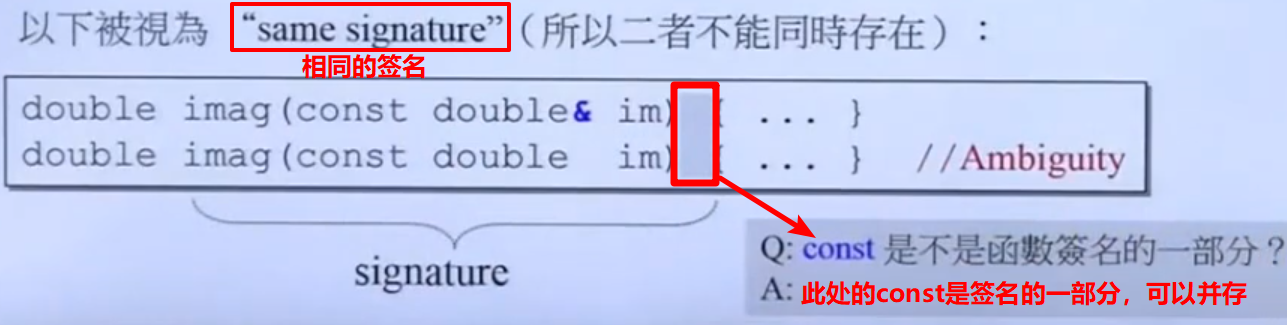 以下被視為 “same signature”（所以二者不能同時存在）：
相同的签名
double imag(const double& im) { ... }
double imag(const double  im) { ... }  //Ambiguity
signature
Q: const 是不是函數簽名的一部分？
A: 此处的const是签名的一部分，可以并存